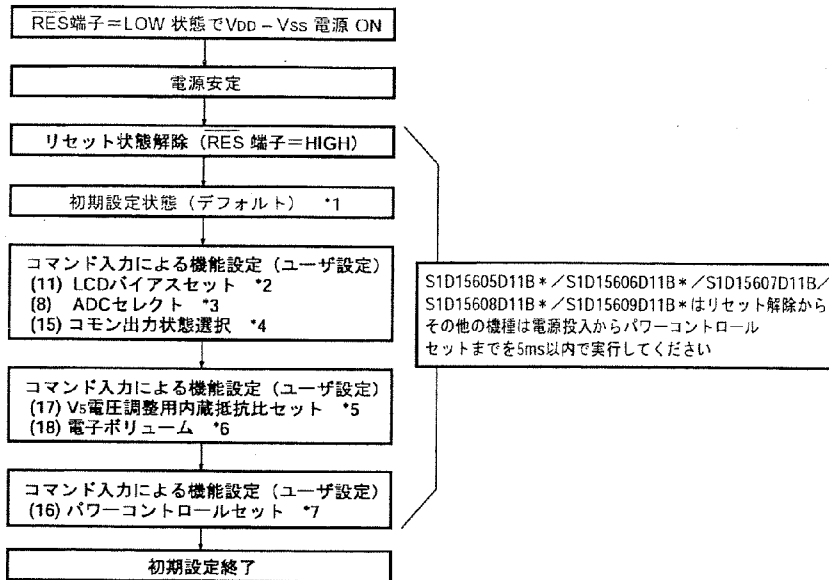 RES端子＝LOW 状態でVDD－VSS 電源 ON
電源安定
リセット状態解除（RES 端子＝HIGH）
初期設定状態（デフォルト） *1
コマンド入力による機能設定（ユーザ設定）
(11) LCDバイアスセット *2
(8) ADCセレクト *3
(15) コモン出力状態選択 *4
コマンド入力による機能設定（ユーザ設定）
(17) V5電圧調整用内蔵抵抗比セット *5
(18) 電子ボリューム *6
コマンド入力による機能設定（ユーザ設定）
(16) パワーコントロールセット *7
初期設定終了
S1D15605D11B＊／S1D15606D11B＊／S1D15607D11B／
S1D15608D11B＊／S1D15609D11B＊はリセット解除から
その他の機種は電源投入からパワーコントロール
セットまでを5ms以内で実行してください